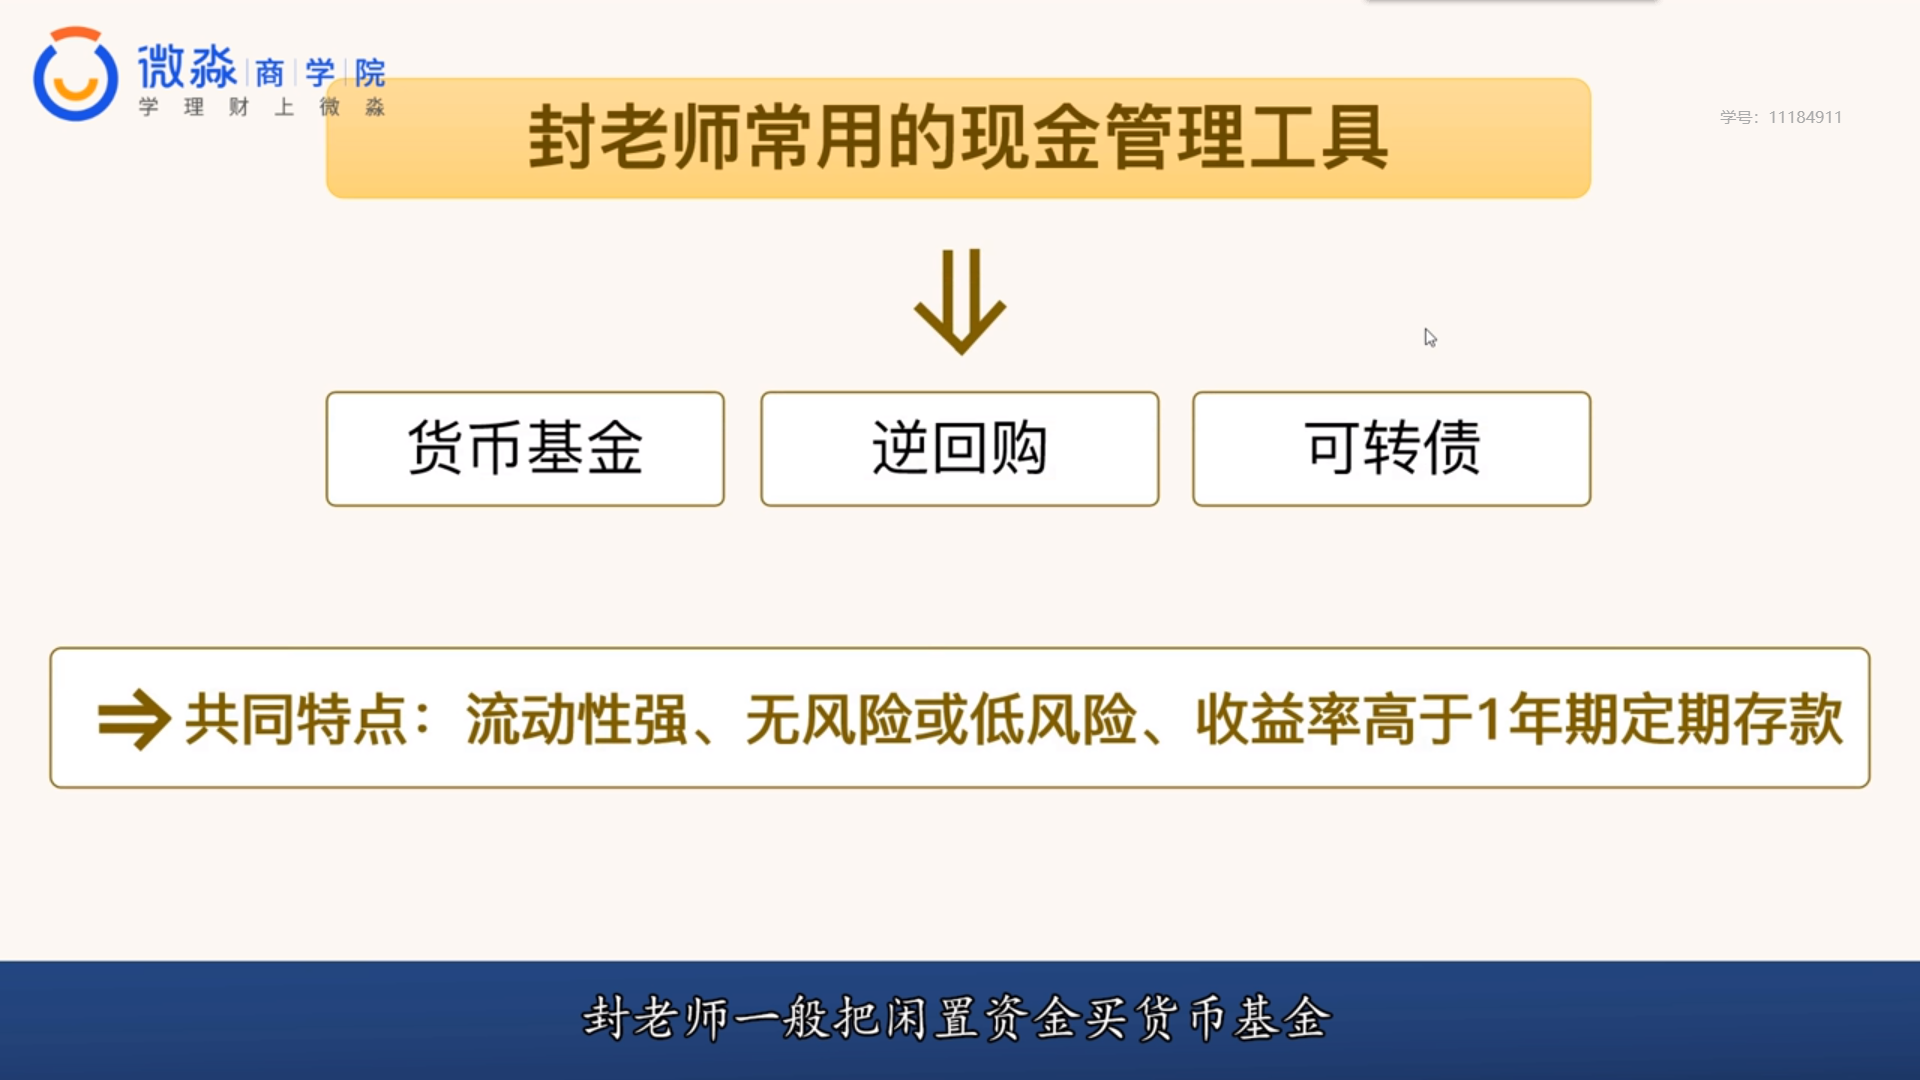 微淼商学院
学理财上微淼
学号：11184911
封老师常用的现金管理工具
货币基金
逆回购
可转债
共同特点：流动性强、无风险或低风险、收益率高于1年期定期存款
封老师一般把闲置资金买货币基金